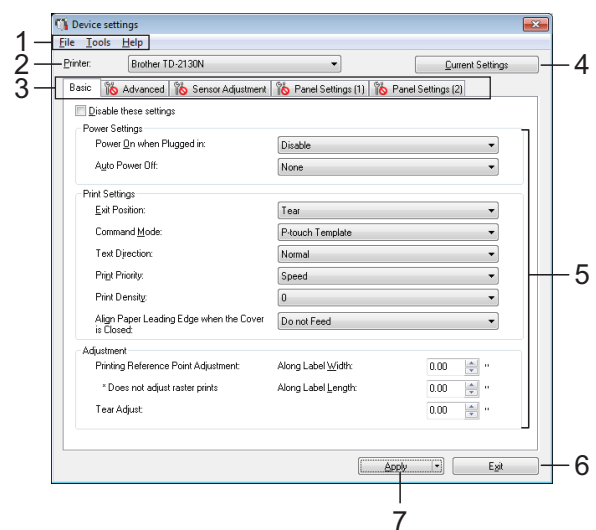 Device settings
1 File Tools Help
2 Printer: Brother TD-2130N Current Settings 4
3 Basic Advanced Sensor Adjustment Panel Settings (1) Panel Settings (2)
Disable these settings
Power Settings
Power On when Plugged in: Disable
Auto Power Off: None
Print Settings
Exit Position: Tear
Command Mode: P-touch Template
Text Direction: Normal
5
Print Priority: Speed
Print Density: 0
Align Paper Leading Edge when the Cover is Closed: Do not Feed
Adjustment
Printing Reference Point Adjustment: Along Label Width: 0.00 "
* Does not adjust raster prints Along Label Length: 0.00 "
Tear Adjust: 0.00 "
Apply Exit 6
7